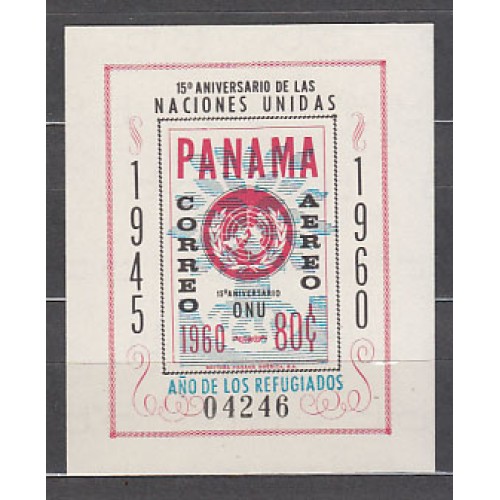 15º ANIVERSARIO DE LAS
NACIONES UNIDAS
1945
1960
PANAMA
CORREO
AEREO
15º ANIVERSARIO
ONU
1960
80¢
AÑO DE LOS REFUGIADOS
04246